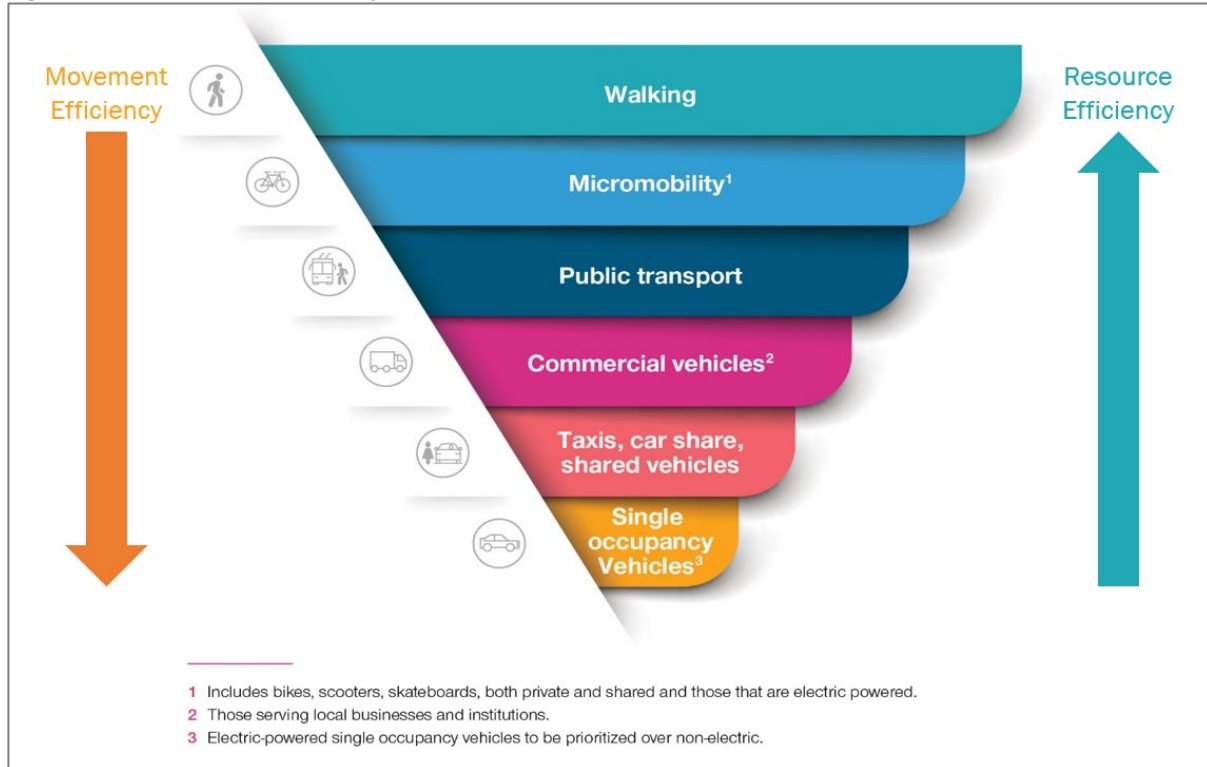 Movement
Efficiency
Resource
Efficiency
Walking
Micromobility¹
Public transport
Commercial vehicles²
Taxis, car share,
shared vehicles
Single
occupancy
Vehicles³
1 Includes bikes, scooters, skateboards, both private and shared and those that are electric powered.
2 Those serving local businesses and institutions.
3 Electric-powered single occupancy vehicles to be prioritized over non-electric.